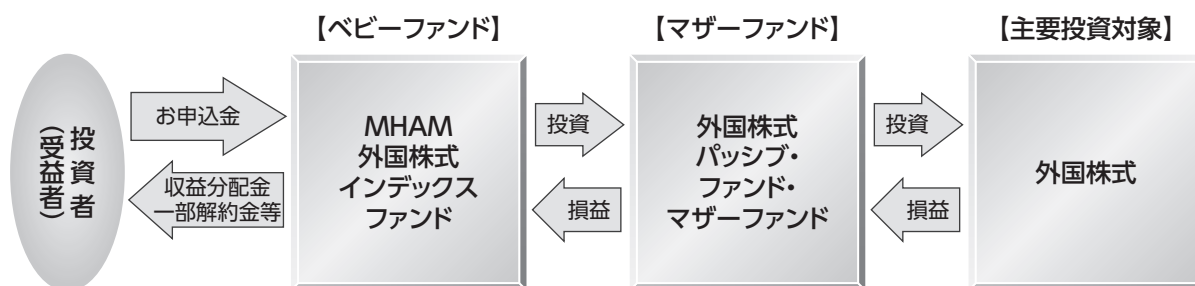 【ベビーファンド】
【マザーファンド】
【主要投資対象】
投資者
(受益者)
お申込金
収益分配金
一部解約金等
MHAM
外国株式
インデックス
ファンド
投資
損益
外国株式
パッシブ・
ファンド・
マザーファンド
投資
損益
外国株式